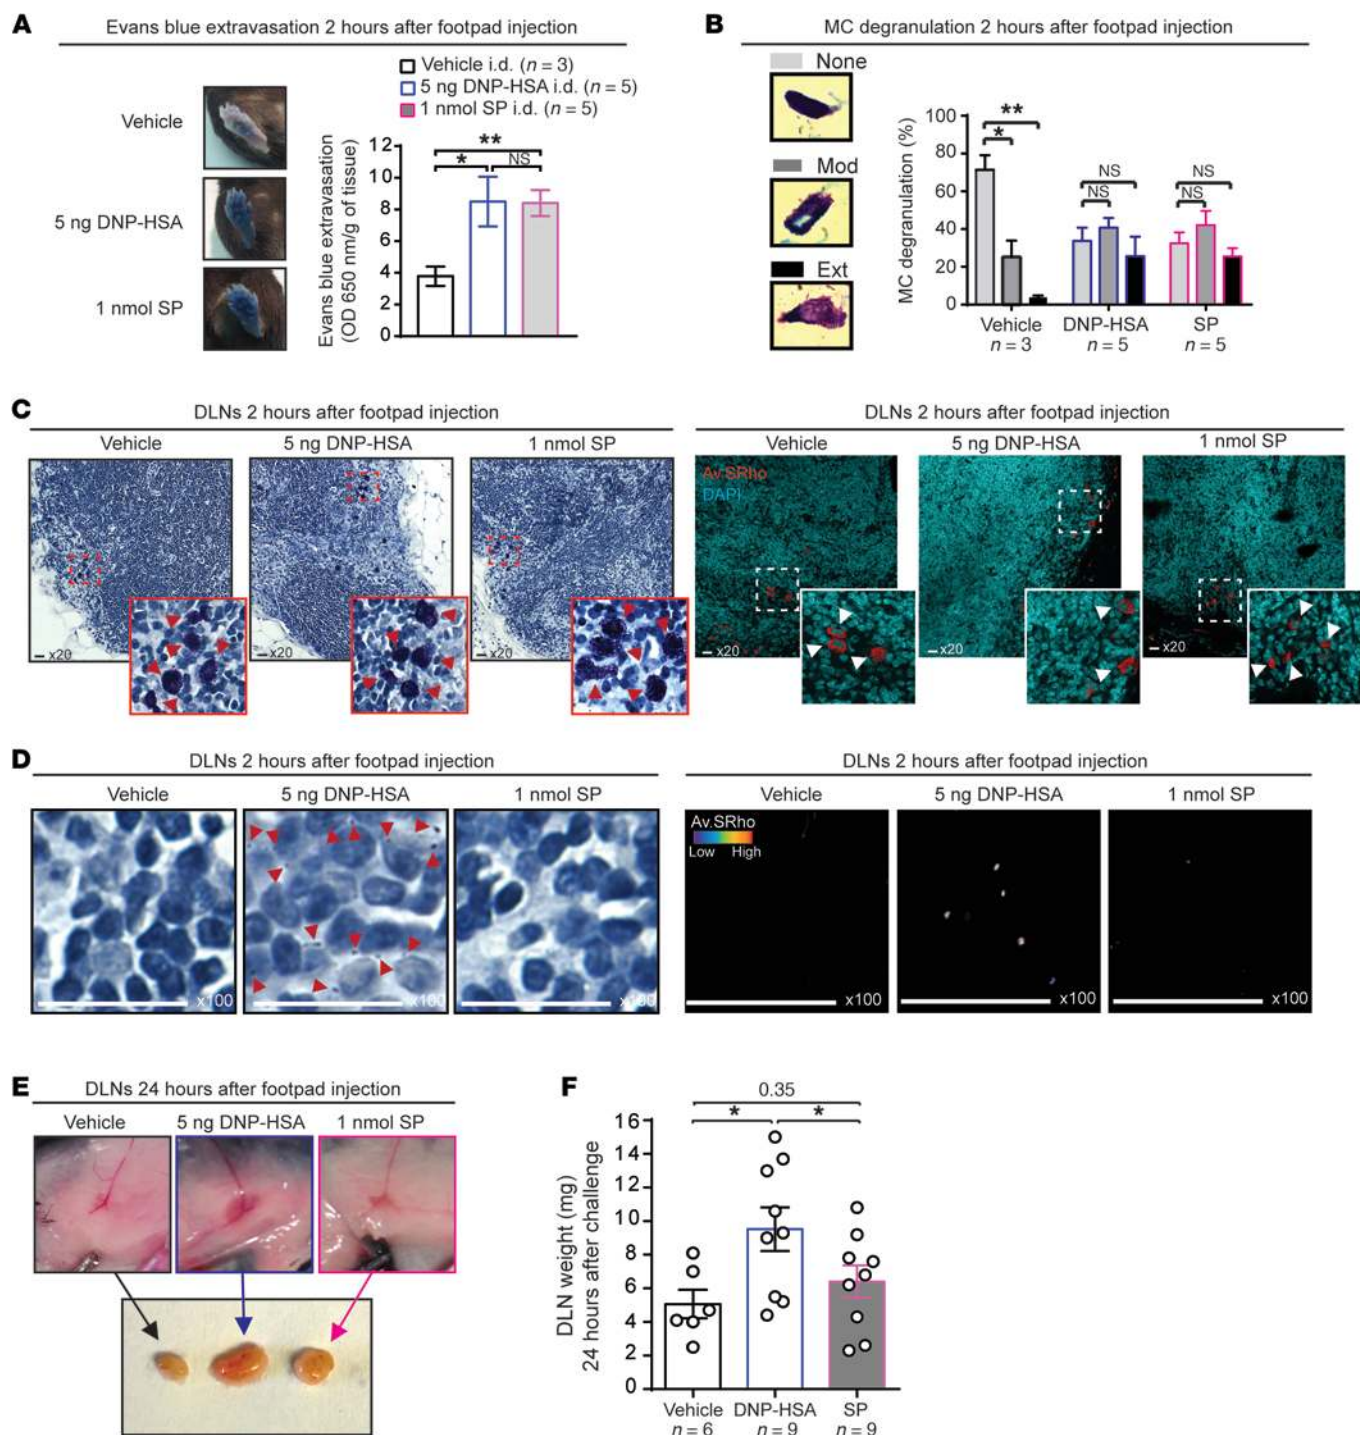 A
Evans blue extravasation 2 hours after footpad injection
Vehicle i.d. (n = 3)
5 ng DNP-HSA i.d. (n = 5)
1 nmol SP i.d. (n = 5)
Vehicle
5 ng DNP-HSA
1 nmol SP
Evans blue extravasation
(OD 650 nm/g of tissue)
12
10
8
6
4
2
0
**
*
NS
B
MC degranulation 2 hours after footpad injection
None
Mod
Ext
MC degranulation (%)
100
80
60
40
20
0
**
*
NS
NS
NS
NS
Vehicle
DNP-HSA
SP
n = 3
n = 5
n = 5
C
DLNs 2 hours after footpad injection
Vehicle
5 ng DNP-HSA
1 nmol SP
x20
x20
x20
DLNs 2 hours after footpad injection
Vehicle
5 ng DNP-HSA
1 nmol SP
Av.SRho
DAPI
x20
x20
x20
D
DLNs 2 hours after footpad injection
Vehicle
5 ng DNP-HSA
1 nmol SP
x100
x100
x100
DLNs 2 hours after footpad injection
Vehicle
5 ng DNP-HSA
1 nmol SP
Av.SRho
Low
High
x100
x100
x100
E
DLNs 24 hours after footpad injection
Vehicle
5 ng DNP-HSA
1 nmol SP
F
0.35
*
*
DLN weight (mg)
24 hours after challenge
16
14
12
10
8
6
4
2
0
Vehicle
DNP-HSA
SP
n = 6
n = 9
n = 9